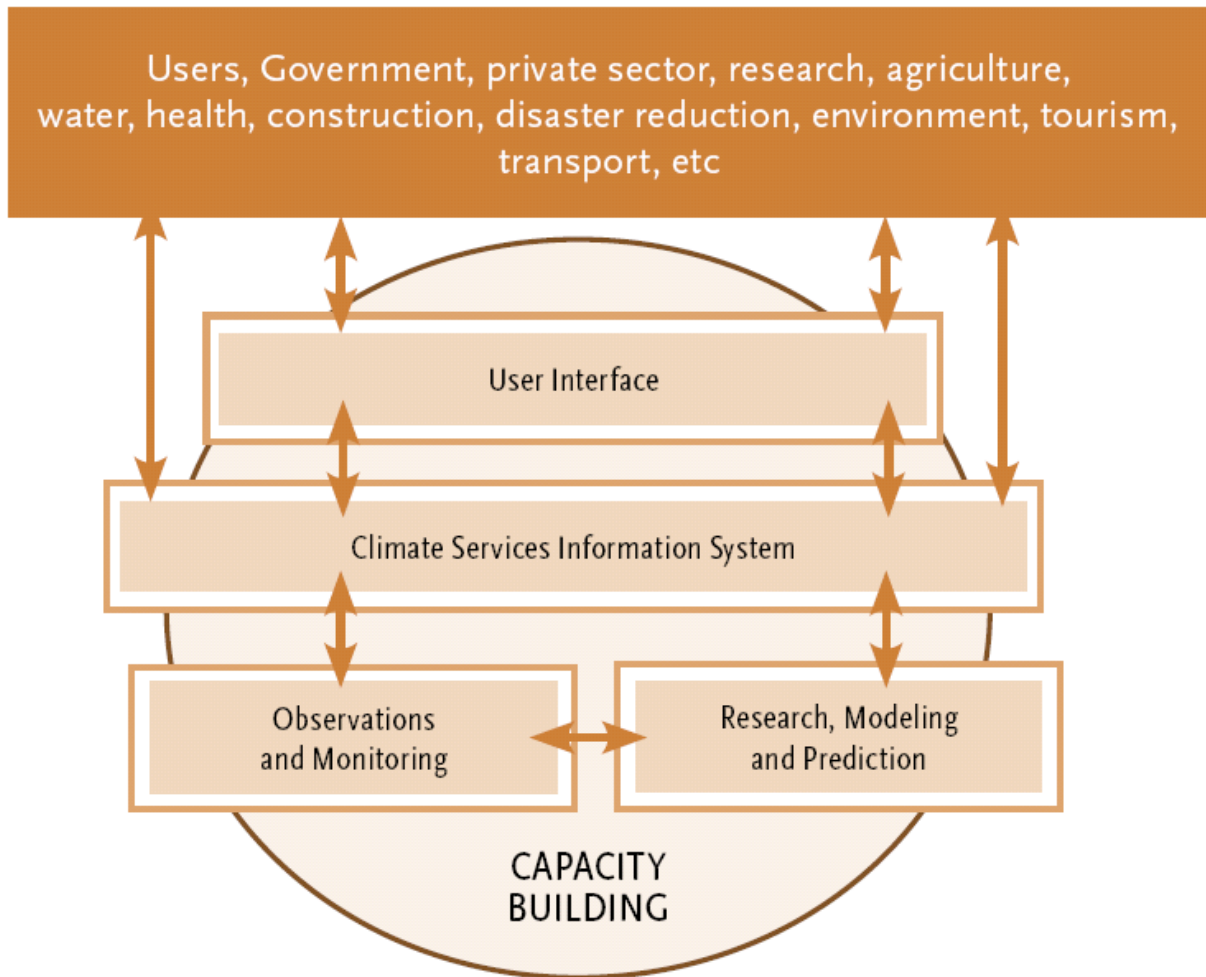 Users, Government, private sector, research, agriculture,
water, health, construction, disaster reduction, environment, tourism,
transport, etc
User Interface
Climate Services Information System
Observations
and Monitoring
Research, Modeling
and Prediction
CAPACITY
BUILDING